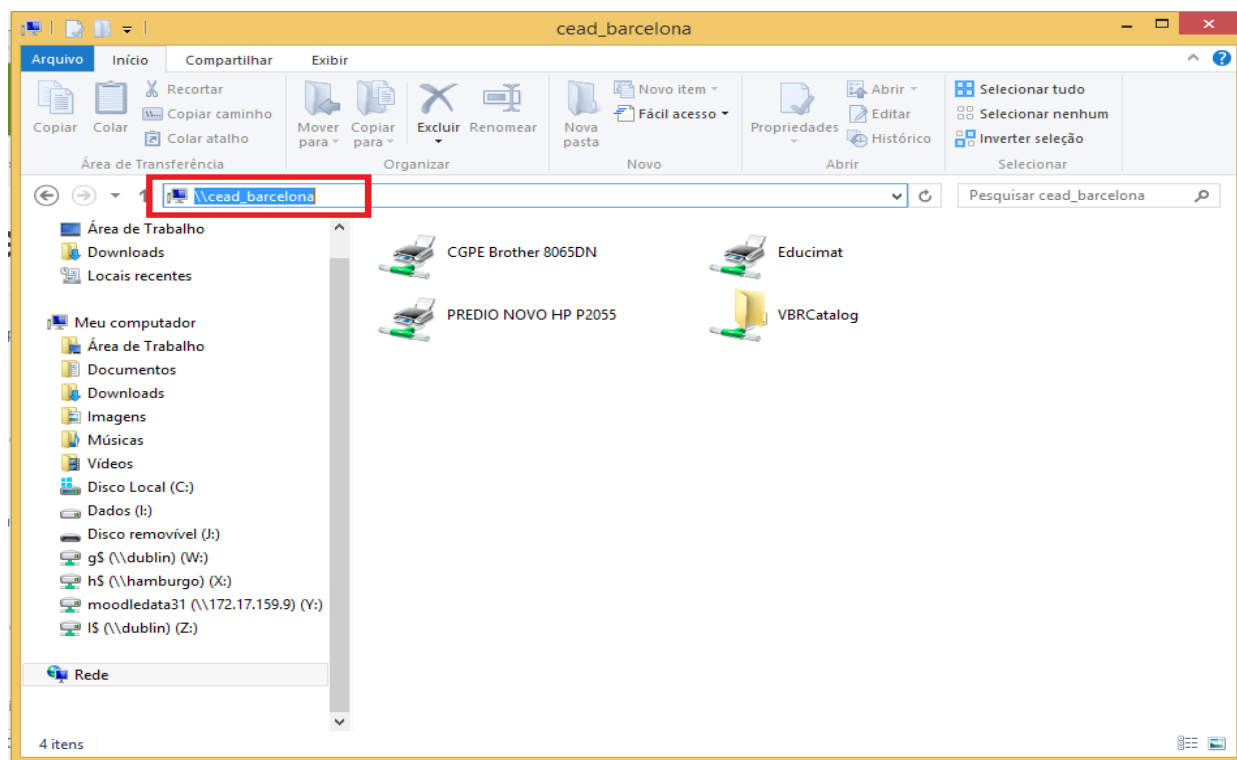 cead_barcelona
Arquivo Início Compartilhar Exibir
Copiar
Colar
Recortar
Copiar caminho
Colar atalho
Área de Transferência
Mover para
Copiar para
Excluir
Renomear
Organizar
Nova pasta
Novo item
Fácil acesso
Novo
Propriedades
Abrir
Editar
Histórico
Abrir
Selecionar tudo
Selecionar nenhum
Inverter seleção
Selecionar
\\cead_barcelona
Pesquisar cead_barcelona
Área de Trabalho
Downloads
Locais recentes
Meu computador
Área de Trabalho
Documentos
Downloads
Imagens
Músicas
Vídeos
Disco Local (C:)
Dados (I:)
Disco removível (J:)
g$ (\\dublin) (W:)
h$ (\\hamburgo) (X:)
moodledata31 (\\172.17.159.9) (Y:)
I$ (\\dublin) (Z:)
Rede
CGPE Brother 8065DN
Educimat
PREDIO NOVO HP P2055
VBRCatalog
4 itens